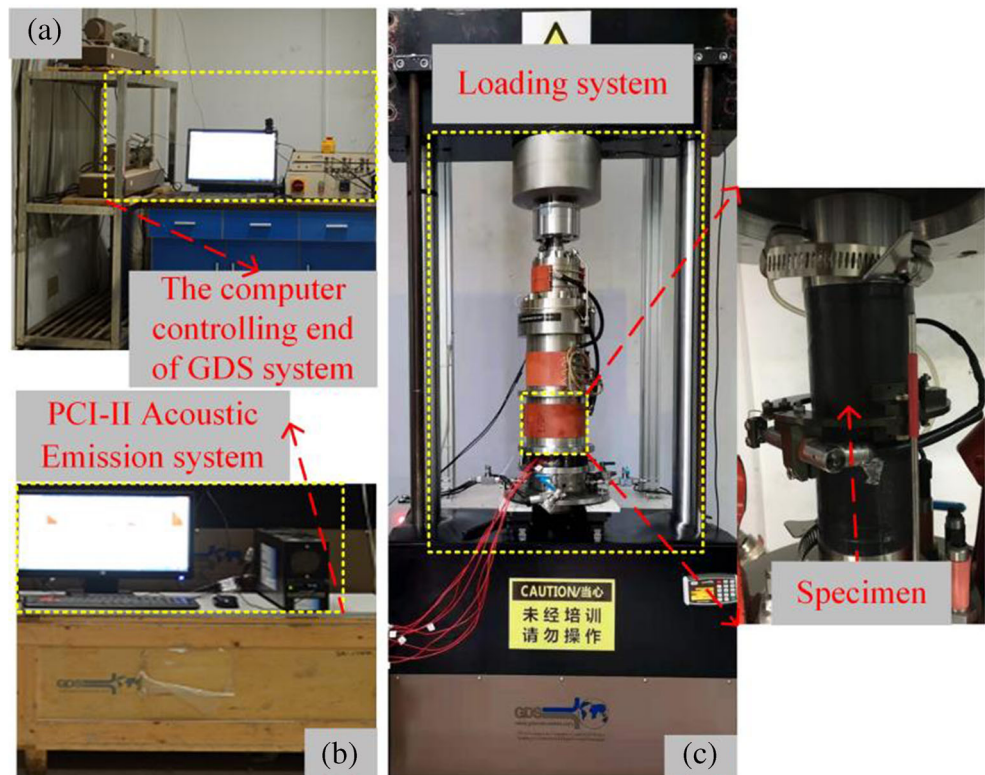 (a)
The computer
controlling end
of GDS system
PCI-II Acoustic
Emission system
GDS
(b)
Loading system
CAUTION/当心
未经培训
请勿操作
GDS
(c)
Specimen